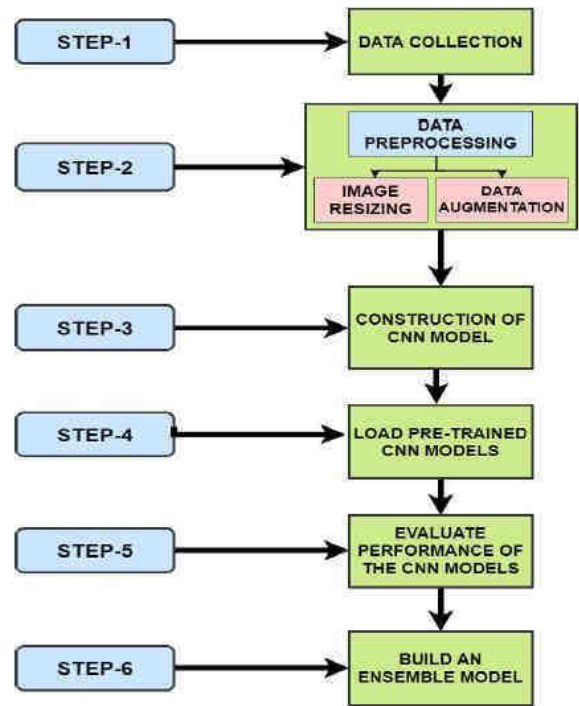 STEP-1
DATA COLLECTION
STEP-2
DATA
PREPROCESSING
IMAGE
RESIZING
DATA
AUGMENTATION
STEP-3
CONSTRUCTION OF
CNN MODEL
STEP-4
LOAD PRE-TRAINED
CNN MODELS
STEP-5
EVALUATE
PERFORMANCE OF
THE CNN MODELS
STEP-6
BUILD AN
ENSEMBLE MODEL